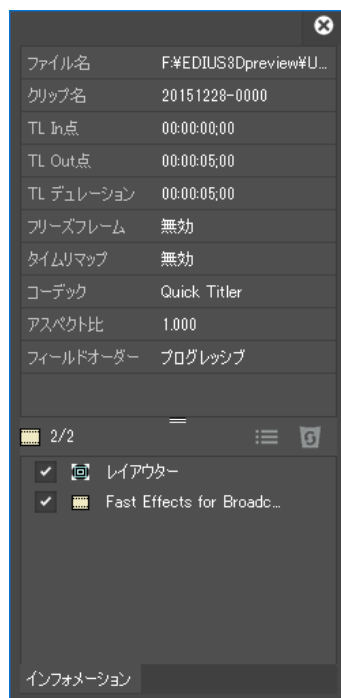 ファイル名 F:¥EDIUS3Dpreview¥U...
クリップ名 20151228-0000
TL In点 00:00:00;00
TL Out点 00:00:05;00
TL デュレーション 00:00:05;00
フリーズフレーム 無効
タイムリマップ 無効
コーデック Quick Titler
アスペクト比 1.000
フィールドオーダー プログレッシブ
2/2
レイアウター
Fast Effects for Broadc...
インフォメーション